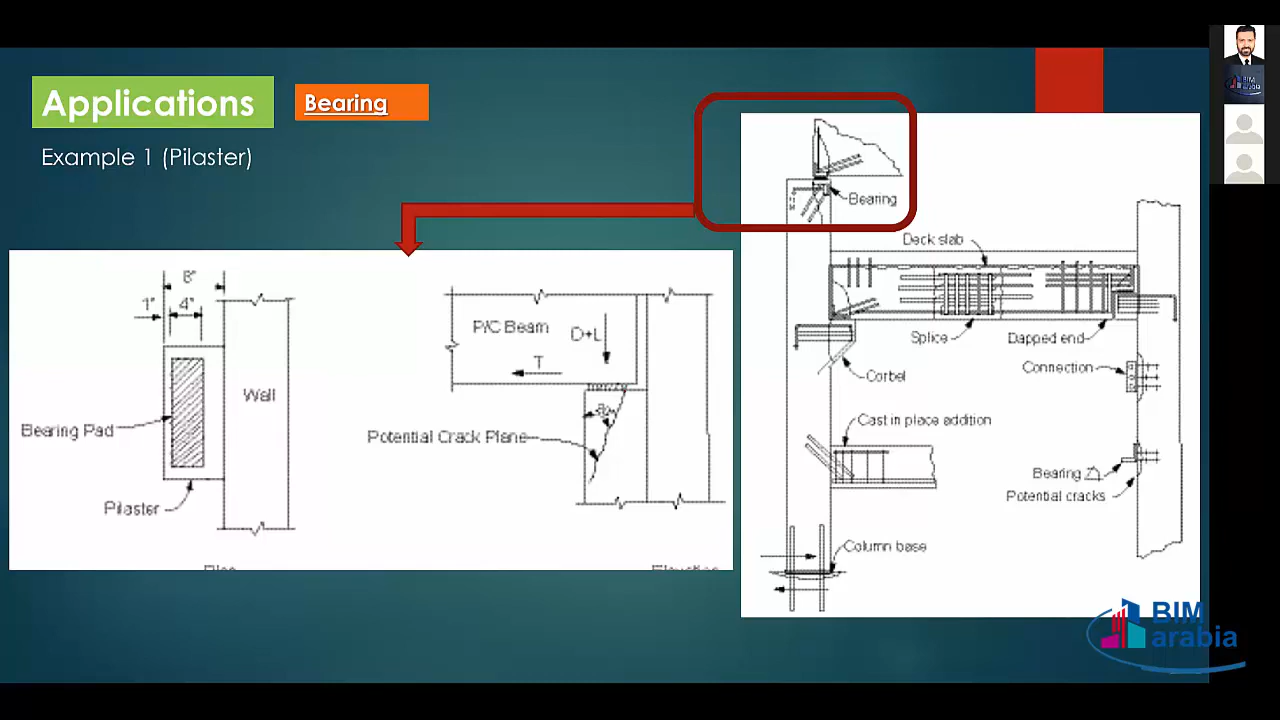 Applications
Bearing
Example 1 (Pilaster)
8"
1"
4"
Wall
Bearing Pad
Pilaster
P/C Beam
D+L
T
Potential Crack Plane
Bearing
Deck slab
Splice
Dapped end
Connection
Corbel
Cast in place addition
Bearing
Potential cracks
Column base
BIM
arabia